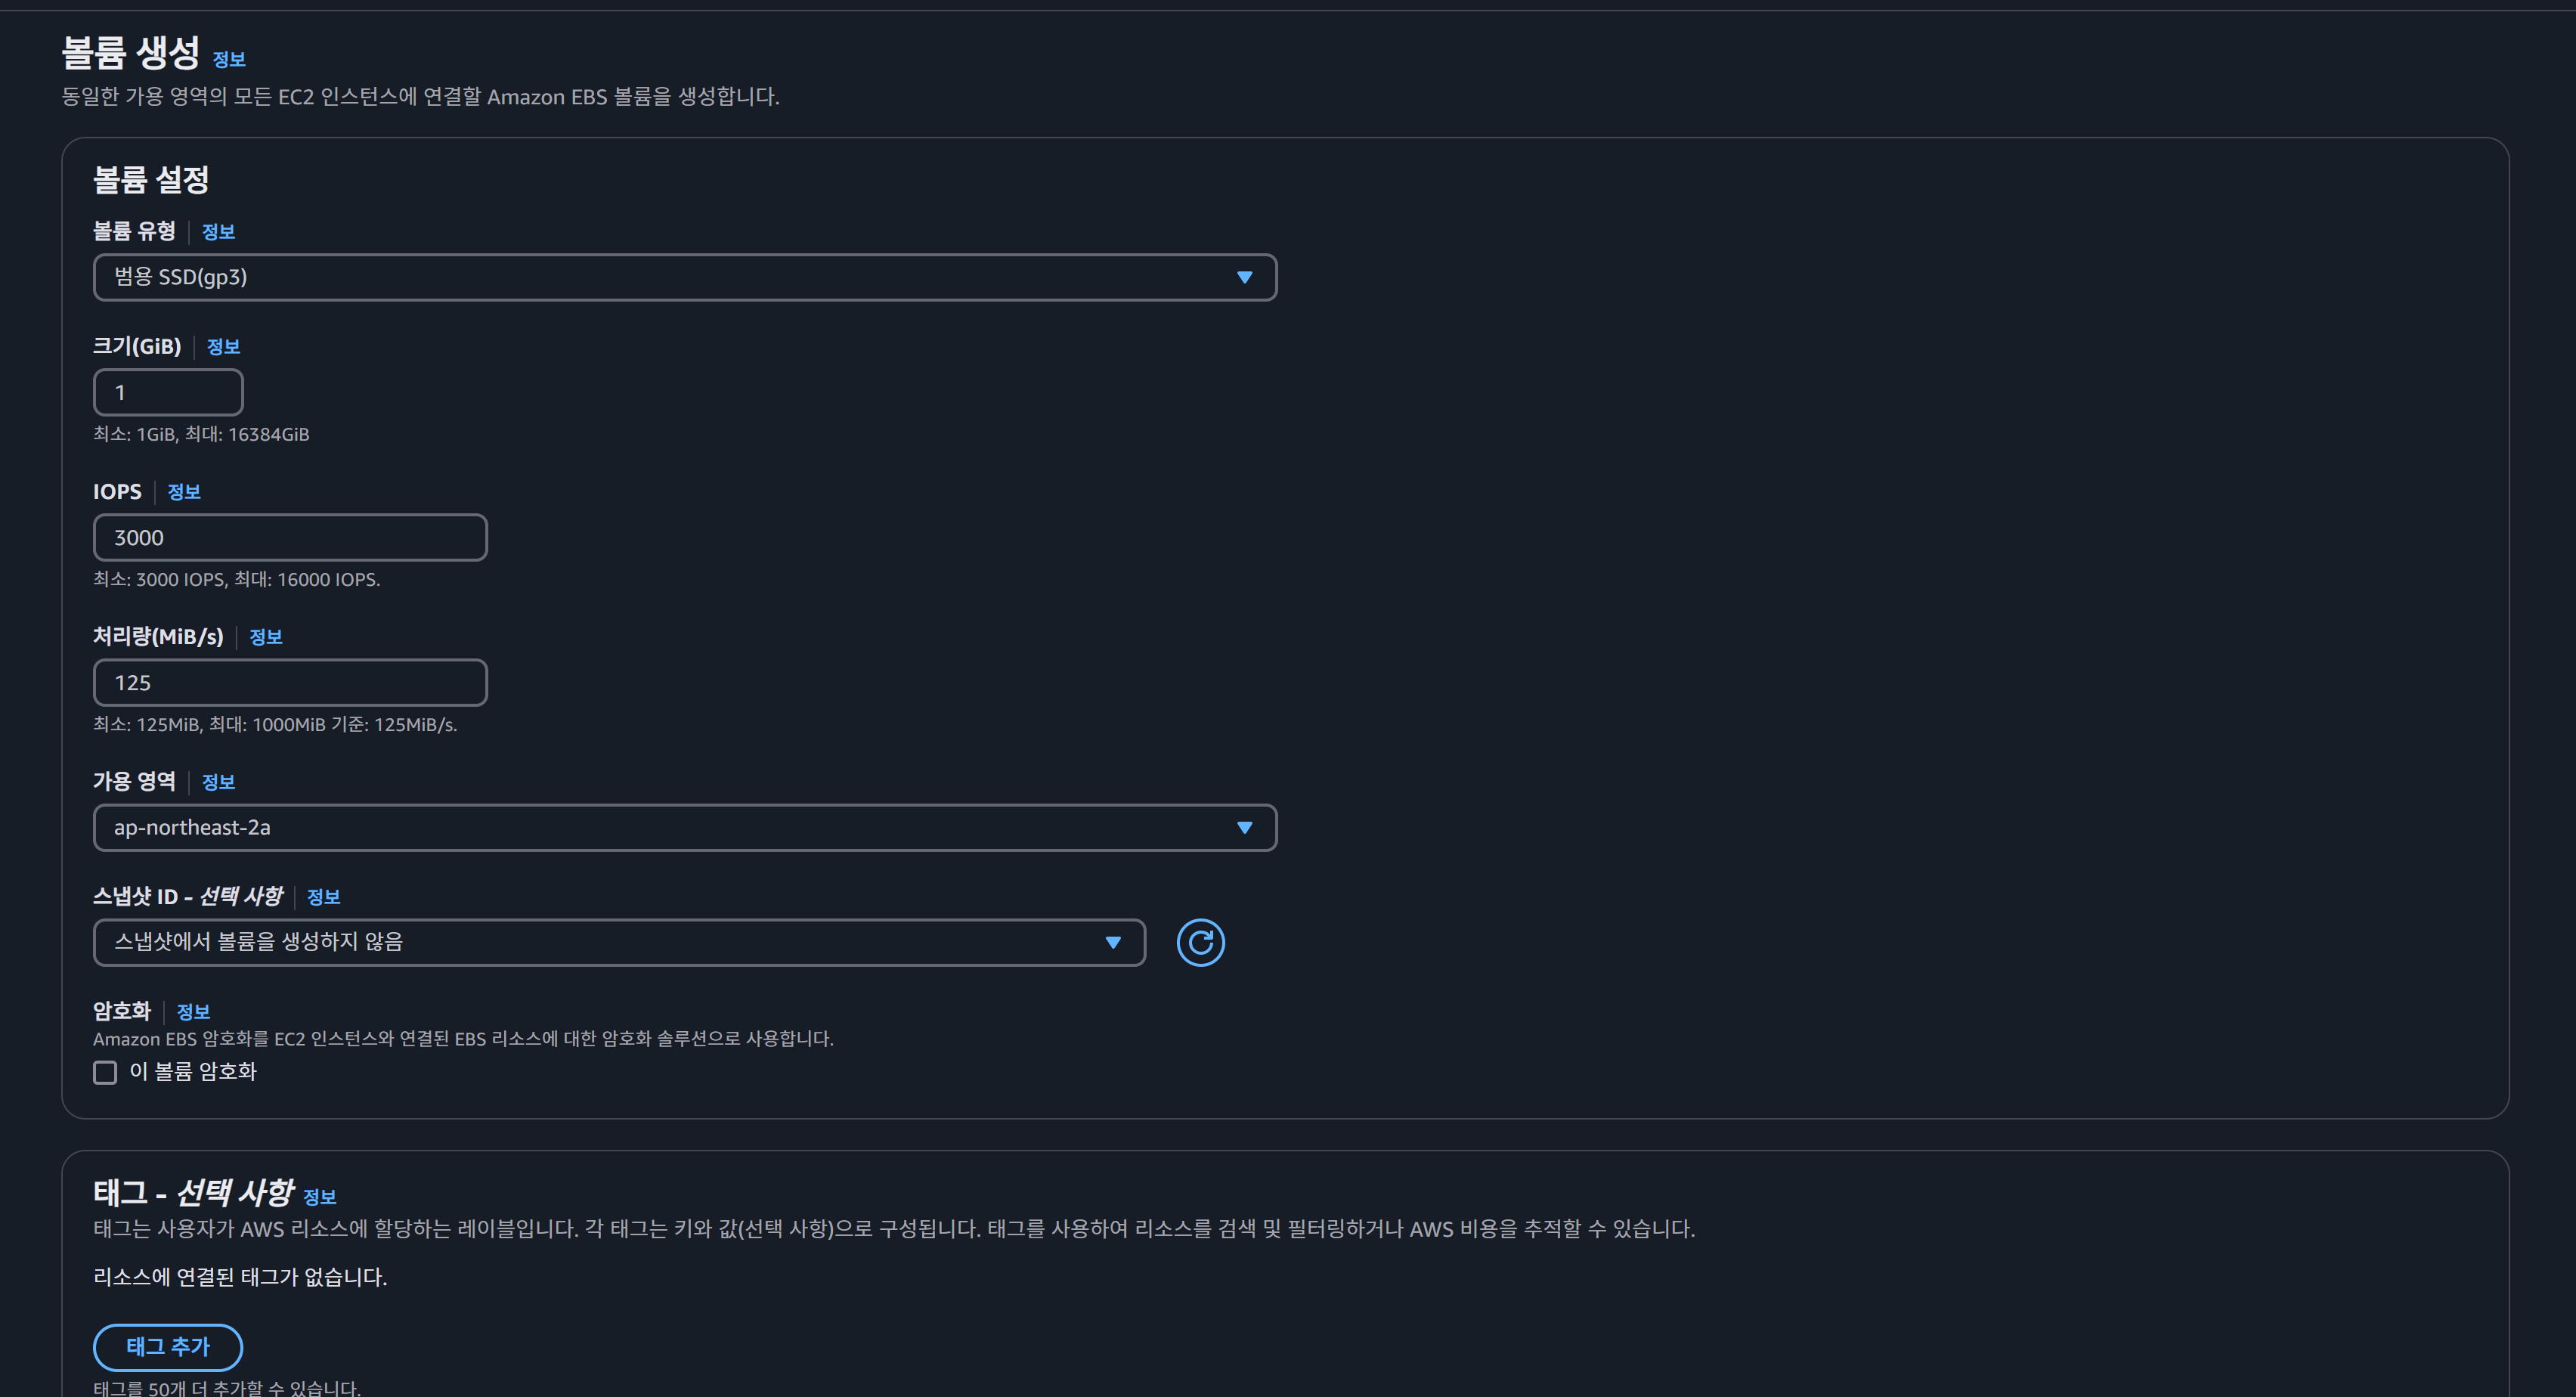 볼륨 생성 정보
동일한 가용 영역의 모든 EC2 인스턴스에 연결할 Amazon EBS 볼륨을 생성합니다.
볼륨 설정
볼륨 유형 정보
범용 SSD(gp3)
크기(GiB) 정보
1
최소: 1GiB, 최대: 16384GiB
IOPS 정보
3000
최소: 3000 IOPS, 최대: 16000 IOPS.
처리량(MiB/s) 정보
125
최소: 125MiB, 최대: 1000MiB 기준: 125MiB/s.
가용 영역 정보
ap-northeast-2a
스냅샷 ID - 선택 사항 정보
스냅샷에서 볼륨을 생성하지 않음
암호화 정보
Amazon EBS 암호화를 EC2 인스턴스와 연결된 EBS 리소스에 대한 암호화 솔루션으로 사용합니다.
이 볼륨 암호화
태그 - 선택 사항 정보
태그는 사용자가 AWS 리소스에 할당하는 레이블입니다. 각 태그는 키와 값(선택 사항)으로 구성됩니다. 태그를 사용하여 리소스를 검색 및 필터링하거나 AWS 비용을 추적할 수 있습니다.
리소스에 연결된 태그가 없습니다.
태그 추가
태그를 50개 더 추가할 수 있습니다.